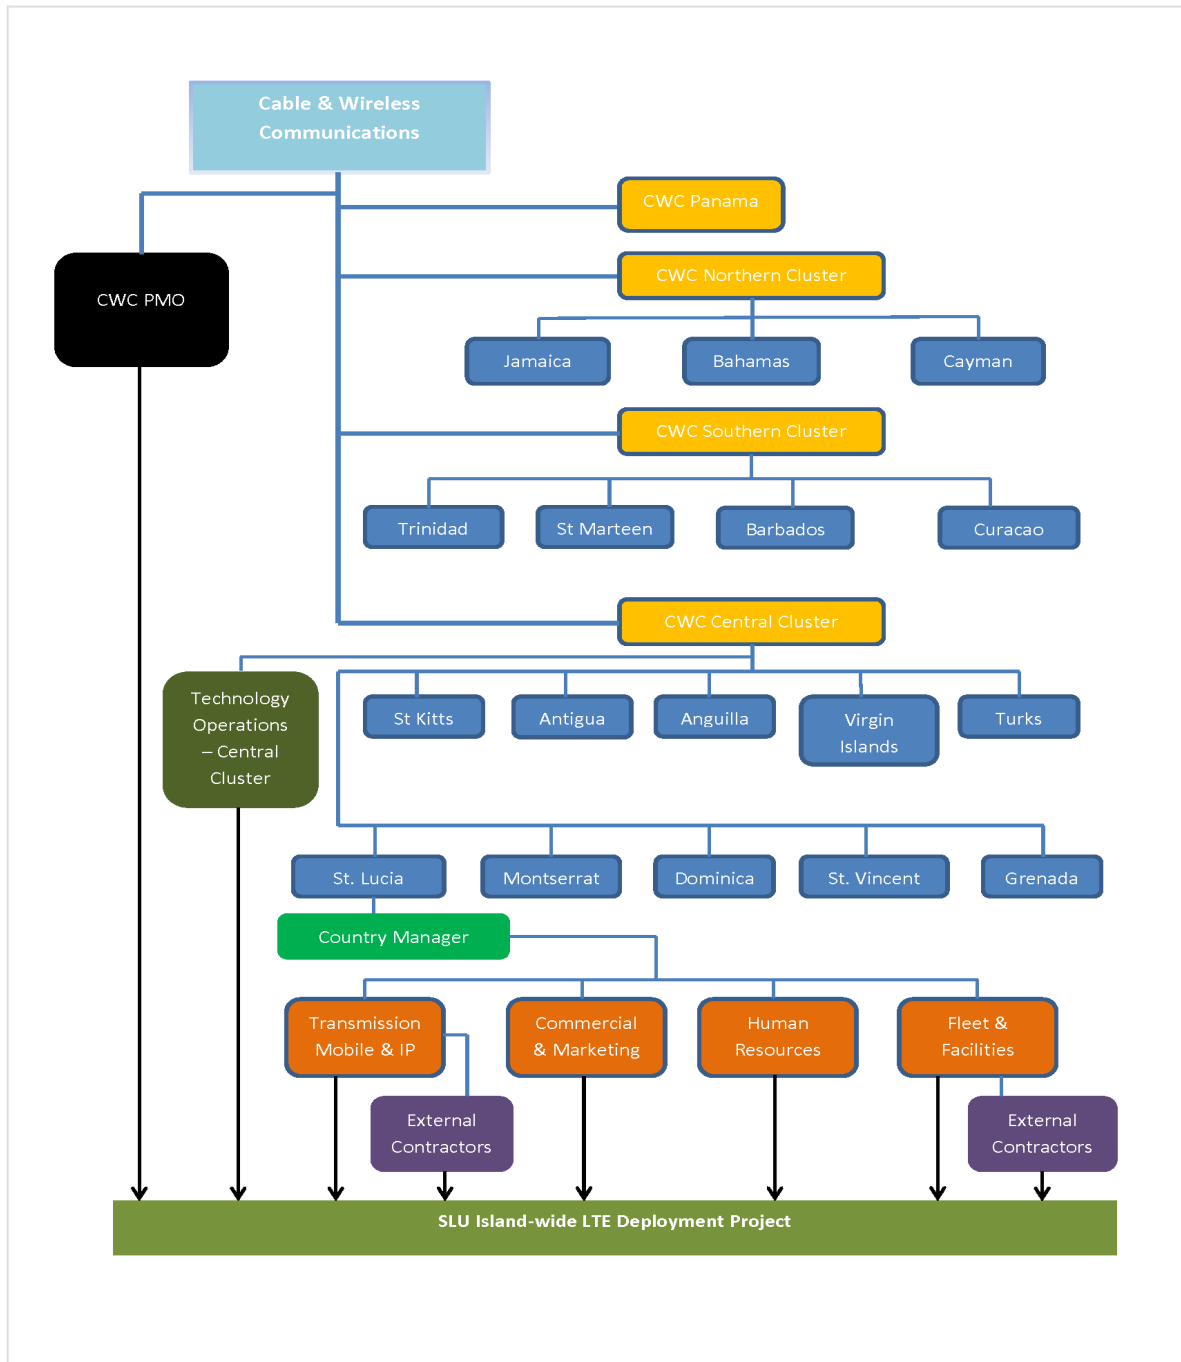 Cable & Wireless
Communications
CWC Panama
CWC Northern Cluster
CWC PMO
Jamaica
Bahamas
Cayman
CWC Southern Cluster
Trinidad
St Marteen
Barbados
Curacao
CWC Central Cluster
Technology
Operations
– Central
Cluster
St Kitts
Antigua
Anguilla
Virgin
Islands
Turks
St. Lucia
Montserrat
Dominica
St. Vincent
Grenada
Country Manager
Transmission
Mobile & IP
Commercial
& Marketing
Human
Resources
Fleet &
Facilities
External
Contractors
External
Contractors
SLU Island-wide LTE Deployment Project